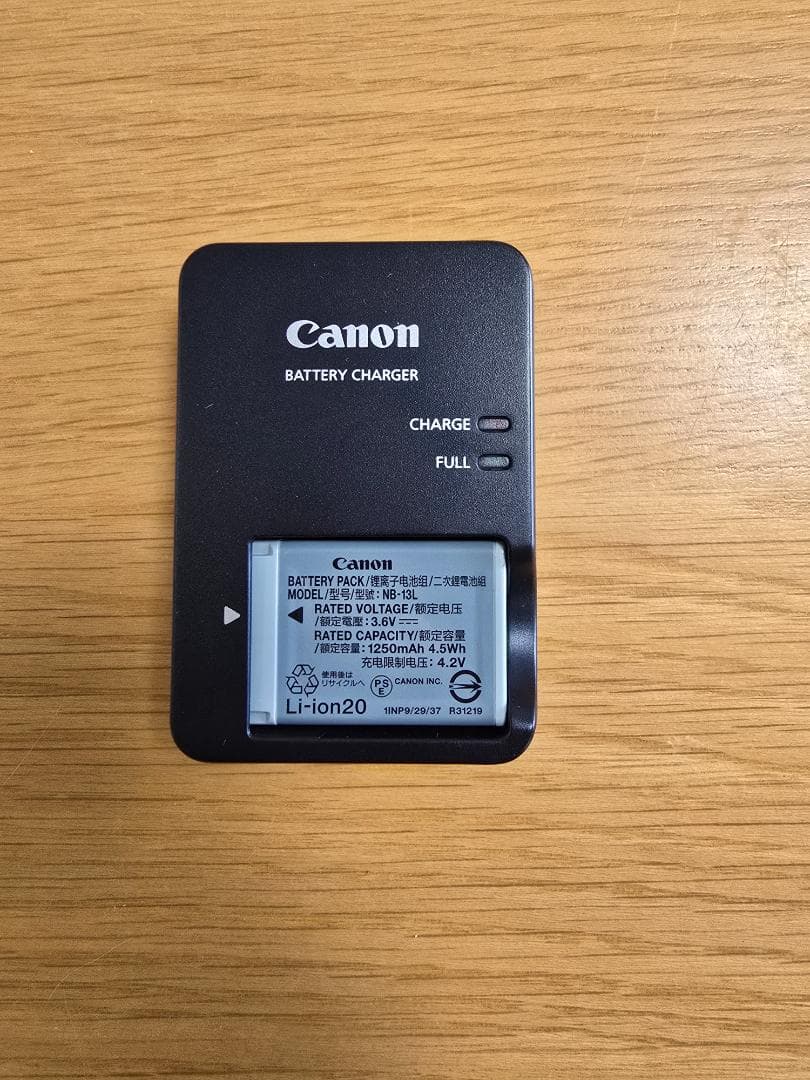 Canon
BATTERY CHARGER
CHARGE
FULL
Canon
BATTERY PACK/锂离子电池组/二次鋰電池組
MODEL/型号/型號: NB-13L
RATED VOLTAGE/额定电压
/額定電壓: 3.6V
RATED CAPACITY/额定容量
/額定容量: 1250mAh 4.5Wh
充电限制电压: 4.2V
使用後は
リサイクルへ
PS
E
CANON INC.
Li-ion20
1INP9/29/37
R31219